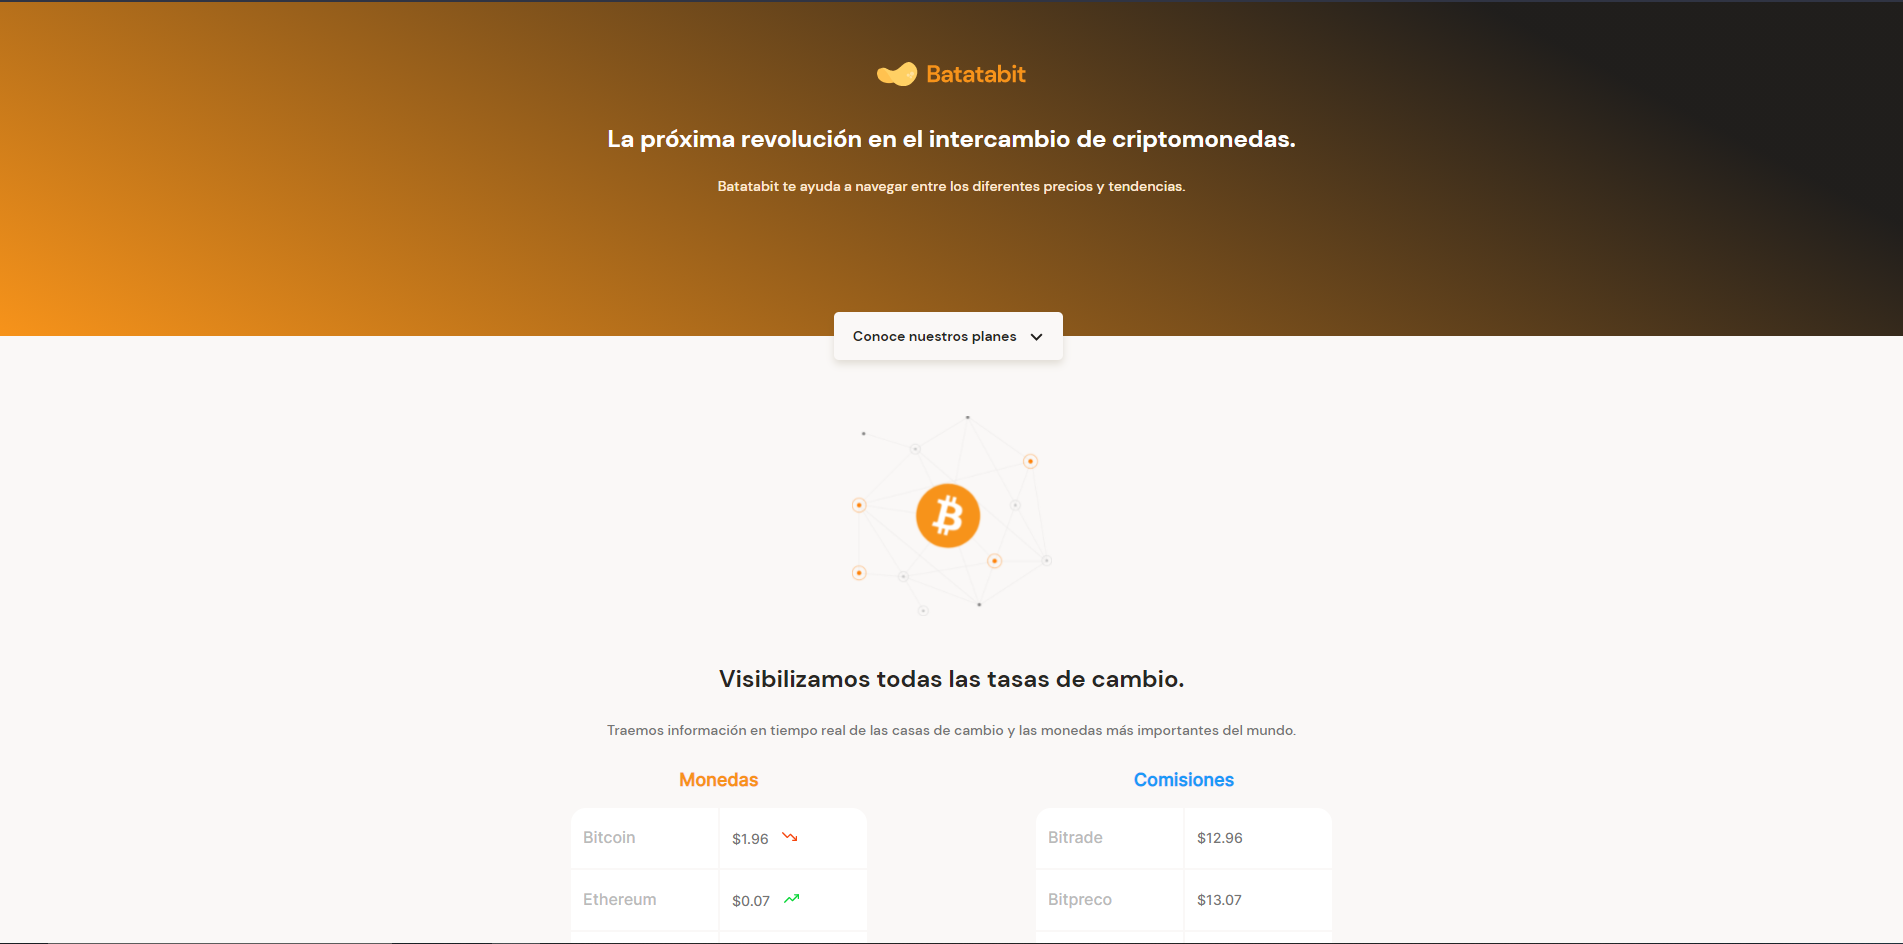 Batatabit
La próxima revolución en el intercambio de criptomonedas.
Batatabit te ayuda a navegar entre los diferentes precios y tendencias.
Conoce nuestros planes
Visibilizamos todas las tasas de cambio.
Traemos información en tiempo real de las casas de cambio y las monedas más importantes del mundo.
Monedas
Bitcoin $1.96
Ethereum $0.07
Comisiones
Bitrade $12.96
Bitpreco $13.07